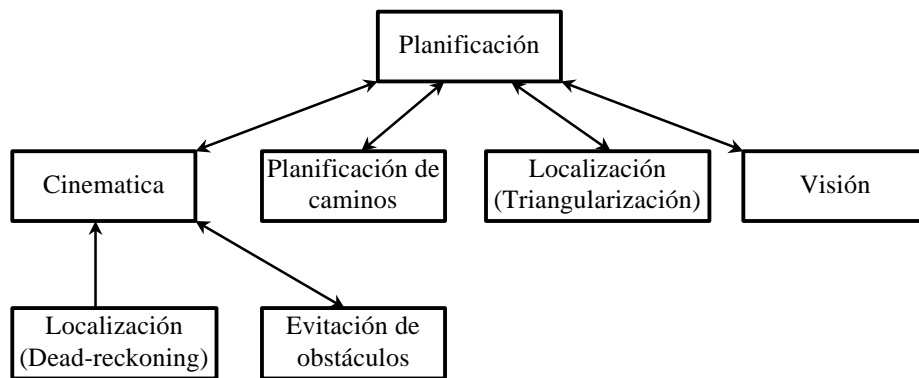 Planificación
Cinematica
Planificación de
caminos
Localización
(Triangularización)
Visión
Localización
(Dead-reckoning)
Evitación de
obstáculos